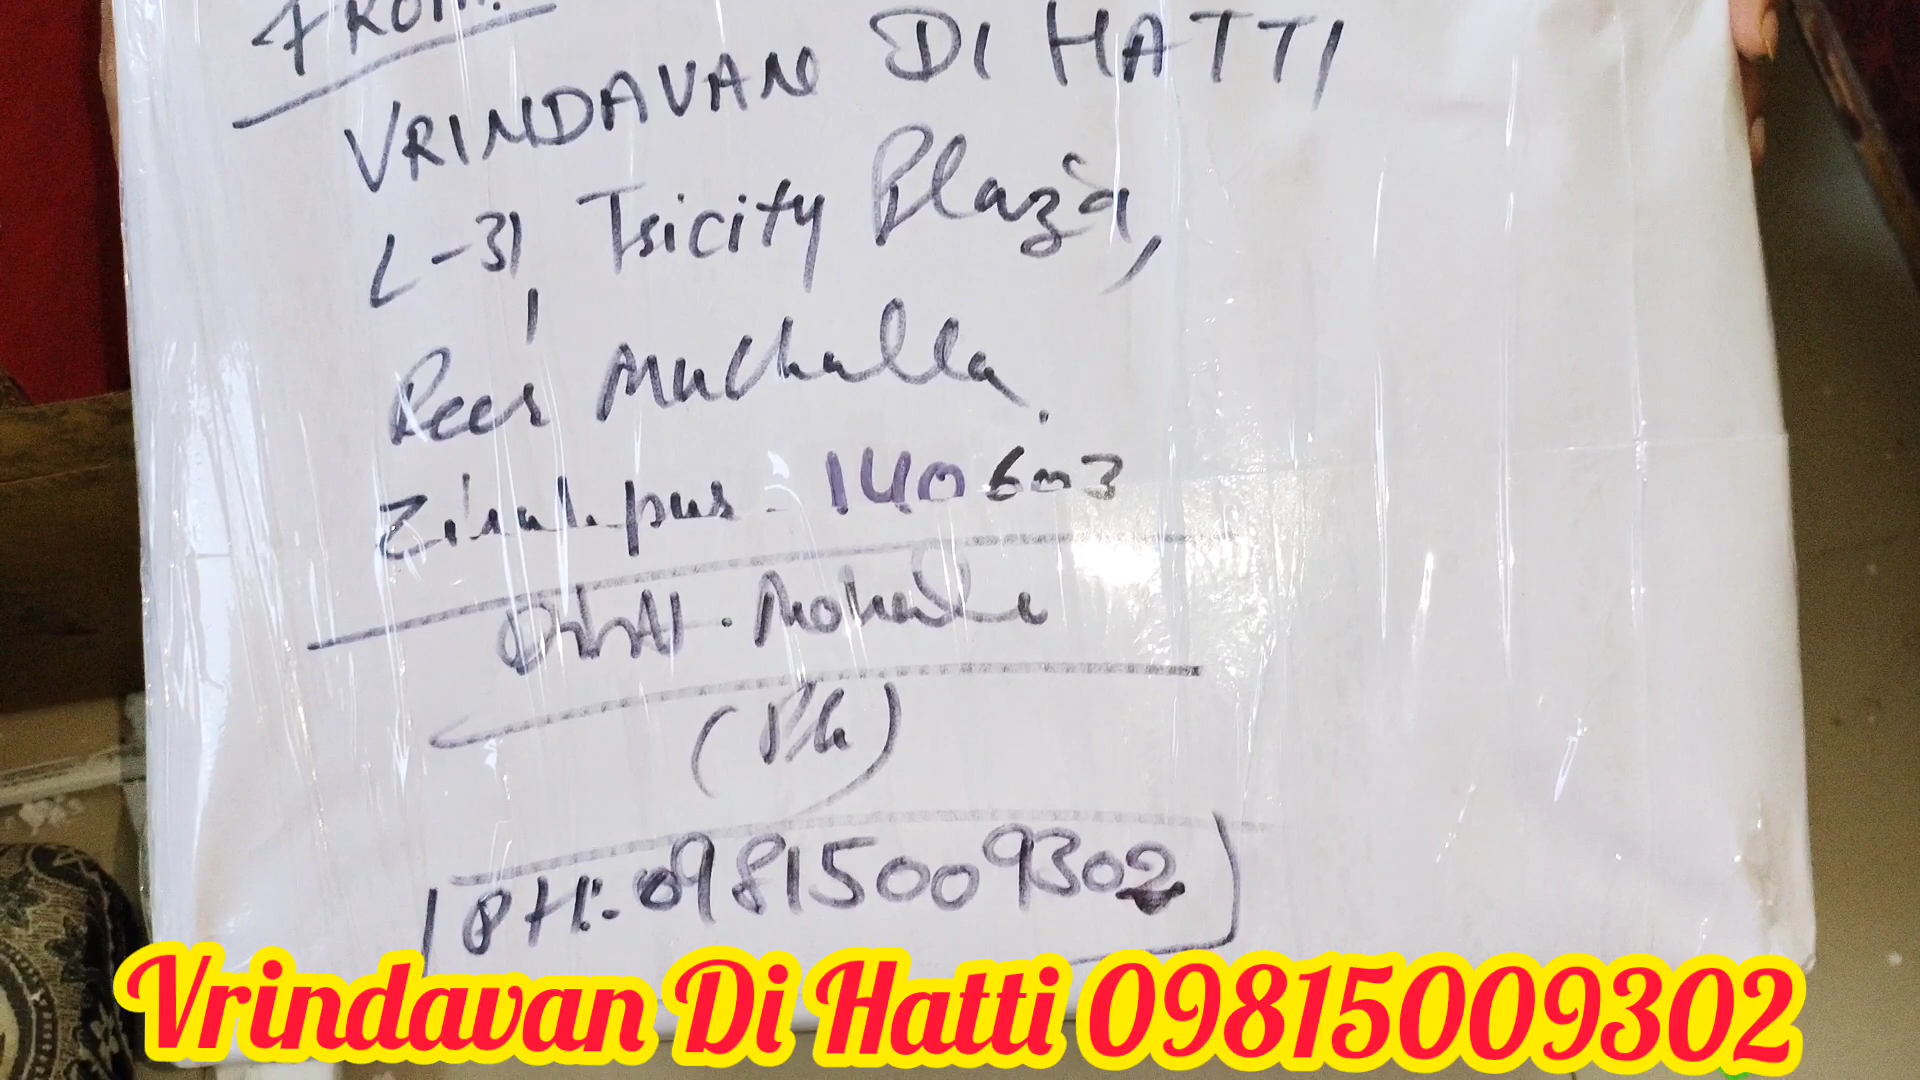 FROM:
VRINDAVAN DI HATTI
L-31, Tricity Plaza,
Peer Muchalla.
Zirakpur - 140603
Distt. Mohali
(Pb)
PH:- 09815009302
Vrindavan Di Hatti 09815009302